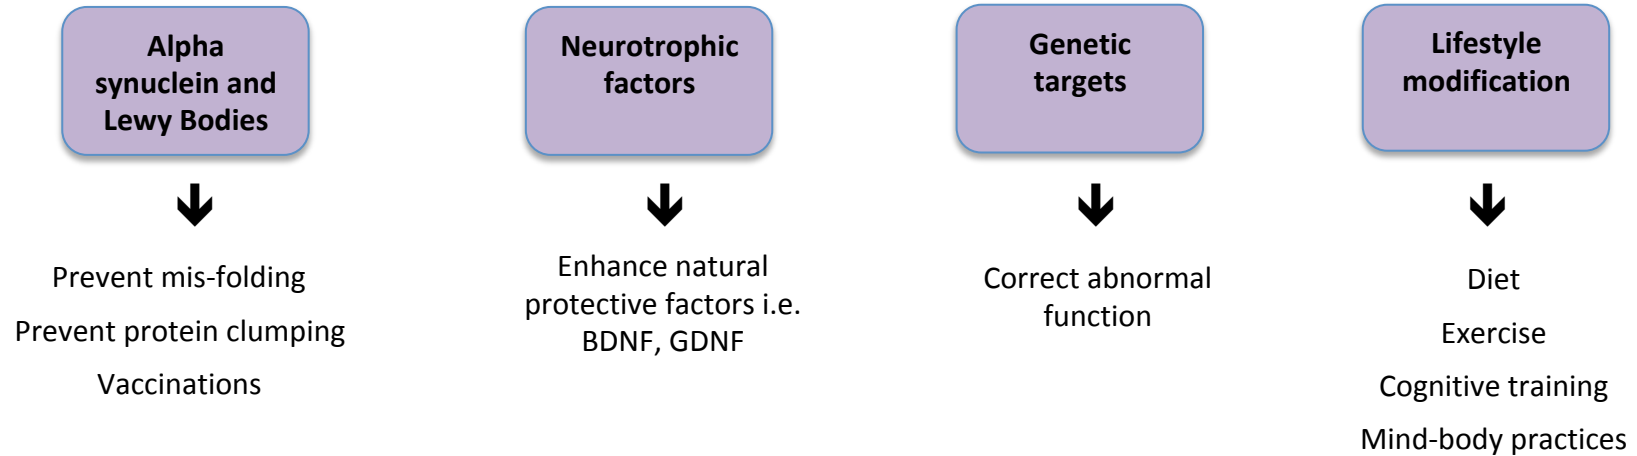 Alpha
synuclein and
Lewy Bodies
Prevent mis-folding
Prevent protein clumping
Vaccinations
Neurotrophic
factors
Enhance natural
protective factors i.e.
BDNF, GDNF
Genetic
targets
Correct abnormal
function
Lifestyle
modification
Diet
Exercise
Cognitive training
Mind-body practices